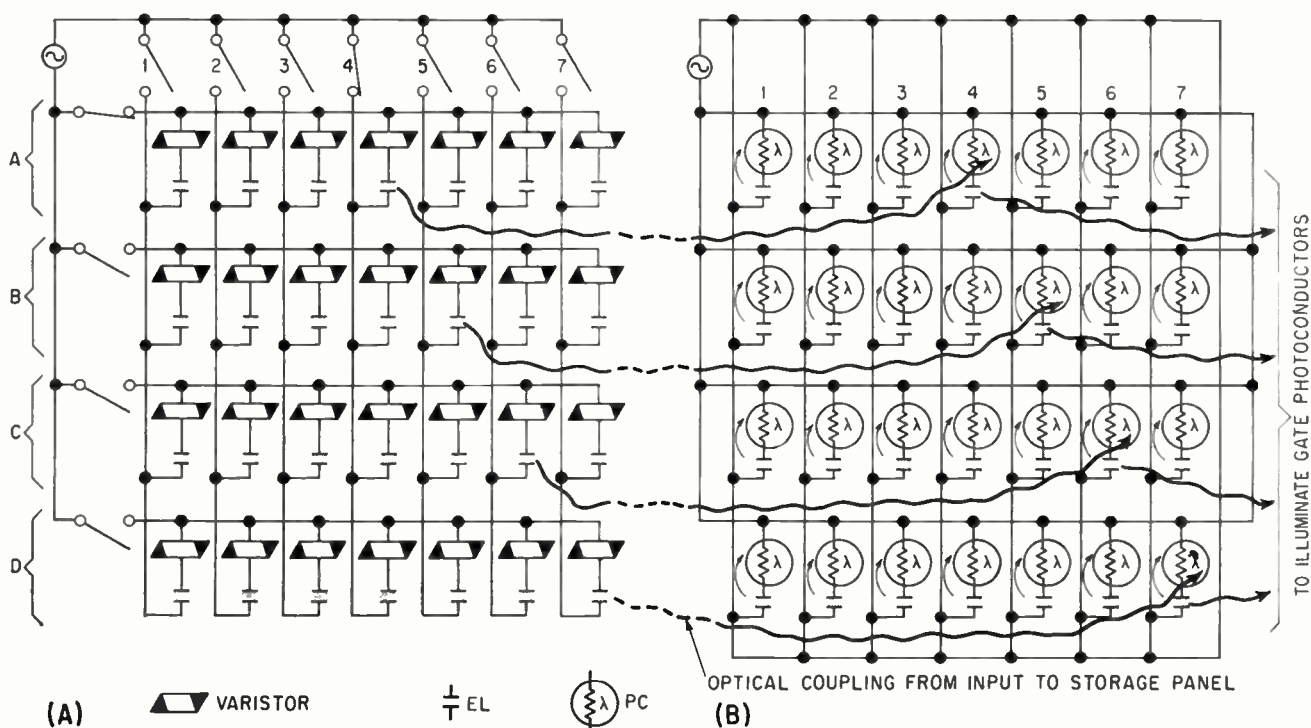 1 2 3 4 5 6 7
A
B
C
D
1 2 3 4 5 6 7
λ λ λ λ λ λ λ
λ λ λ λ λ λ λ
λ λ λ λ λ λ λ
λ λ λ λ λ λ λ
TO ILLUMINATE GATE PHOTOCONDUCTORS
OPTICAL COUPLING FROM INPUT TO STORAGE PANEL
(A) VARISTOR EL λ PC (B)